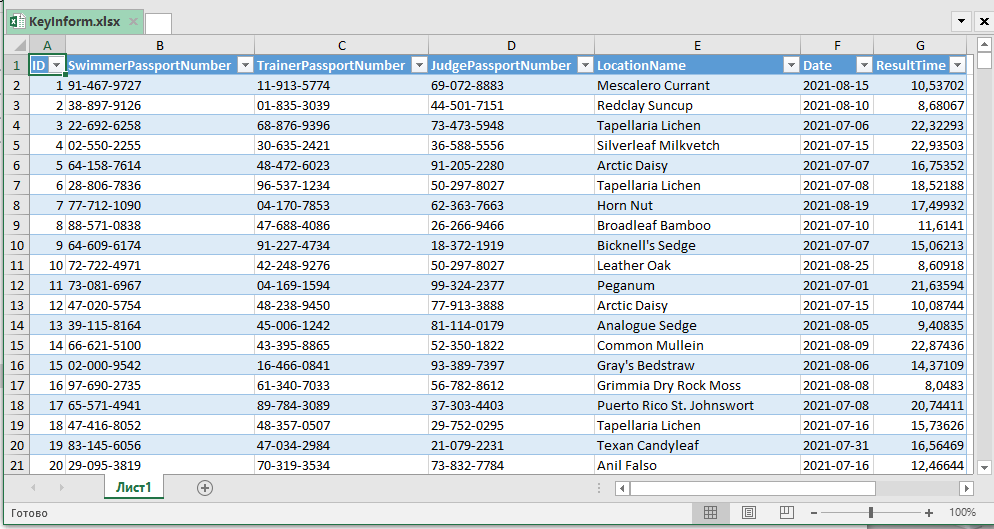 KeyInform.xlsx
A B C D E F G
1 ID SwimmerPassportNumber TrainerPassportNumber JudgePassportNumber LocationName Date ResultTime
2 1 91-467-9727 11-913-5774 69-072-8883 Mescalero Currant 2021-08-15 10,53702
3 2 38-897-9126 01-835-3039 44-501-7151 Redclay Suncup 2021-08-10 8,68067
4 3 22-692-6258 68-876-9396 73-473-5948 Tapellaria Lichen 2021-07-06 22,32293
5 4 02-550-2255 30-635-2421 36-588-5556 Silverleaf Milkvetch 2021-07-15 22,93503
6 5 64-158-7614 48-472-6023 91-205-2280 Arctic Daisy 2021-07-07 16,75352
7 6 28-806-7836 96-537-1234 50-297-8027 Tapellaria Lichen 2021-07-08 18,52188
8 7 77-712-1090 04-170-7853 62-363-7663 Horn Nut 2021-08-19 17,49932
9 8 88-571-0838 47-688-4086 26-266-9466 Broadleaf Bamboo 2021-07-10 11,6141
10 9 64-609-6174 91-227-4734 18-372-1919 Bicknell's Sedge 2021-07-07 15,06213
11 10 72-722-4971 42-248-9276 50-297-8027 Leather Oak 2021-08-25 8,60918
12 11 73-081-6967 04-169-1594 99-324-2377 Peganum 2021-07-01 21,63594
13 12 47-020-5754 48-238-9450 77-913-3888 Arctic Daisy 2021-07-15 10,08744
14 13 39-115-8164 45-006-1242 81-114-0179 Analogue Sedge 2021-08-05 9,40835
15 14 66-621-5100 43-395-8865 52-350-1822 Common Mullein 2021-08-09 22,87436
16 15 02-000-9542 16-466-0841 93-389-7397 Gray's Bedstraw 2021-08-06 14,37109
17 16 97-690-2735 61-340-7033 56-782-8612 Grimmia Dry Rock Moss 2021-08-08 8,0483
18 17 65-571-4941 89-784-3089 37-303-4403 Puerto Rico St. Johnswort 2021-07-08 20,74411
19 18 47-416-8052 48-357-0507 29-752-0295 Tapellaria Lichen 2021-07-16 15,73626
20 19 83-145-6056 47-034-2984 21-079-2231 Texan Candyleaf 2021-07-31 16,56469
21 20 29-095-3819 70-319-3534 73-832-7784 Anil Falso 2021-07-16 12,46644
Лист1
Готово 100%